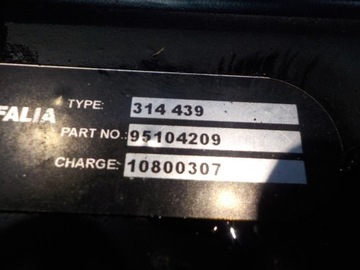 FALIA
TYPE: 314 439
PART NO.: 95104209
CHARGE: 10800307